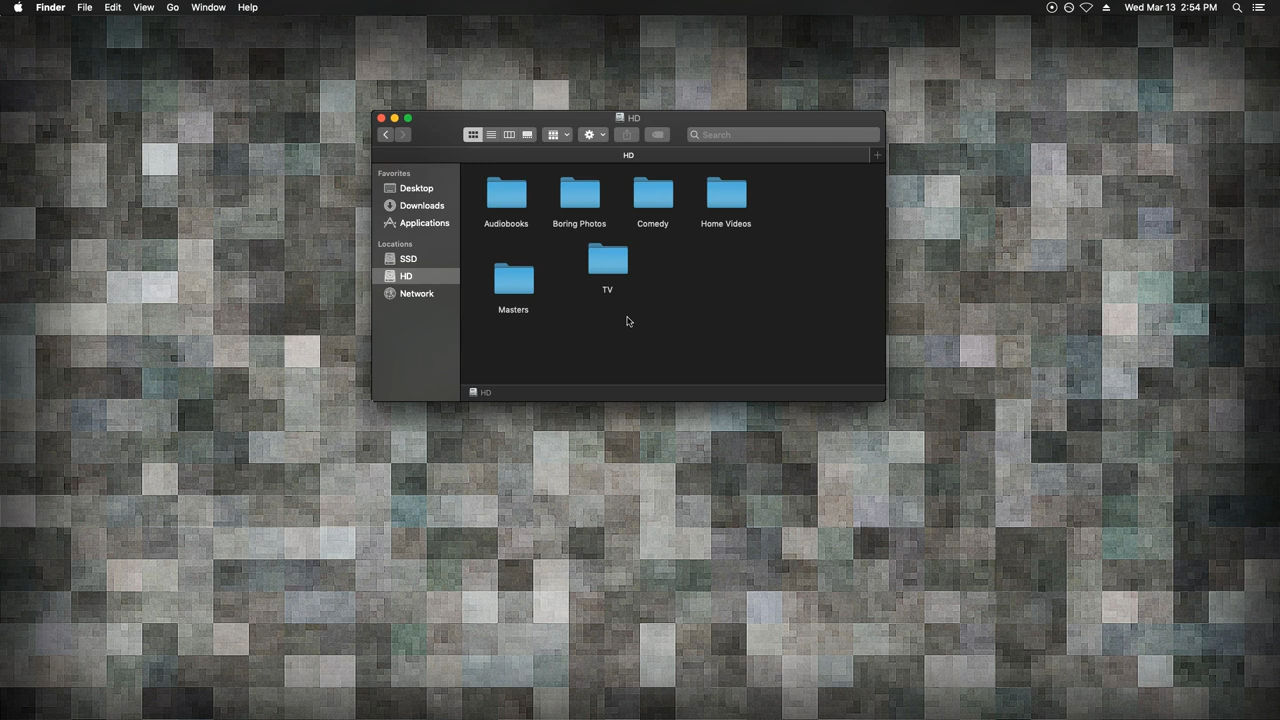 Finder File Edit View Go Window Help Wed Mar 13 2:54 PM
HD
Search
HD
Favorites
Desktop
Downloads
Applications
Locations
SSD
HD
Network
Audiobooks Boring Photos Comedy Home Videos
TV
Masters
HD